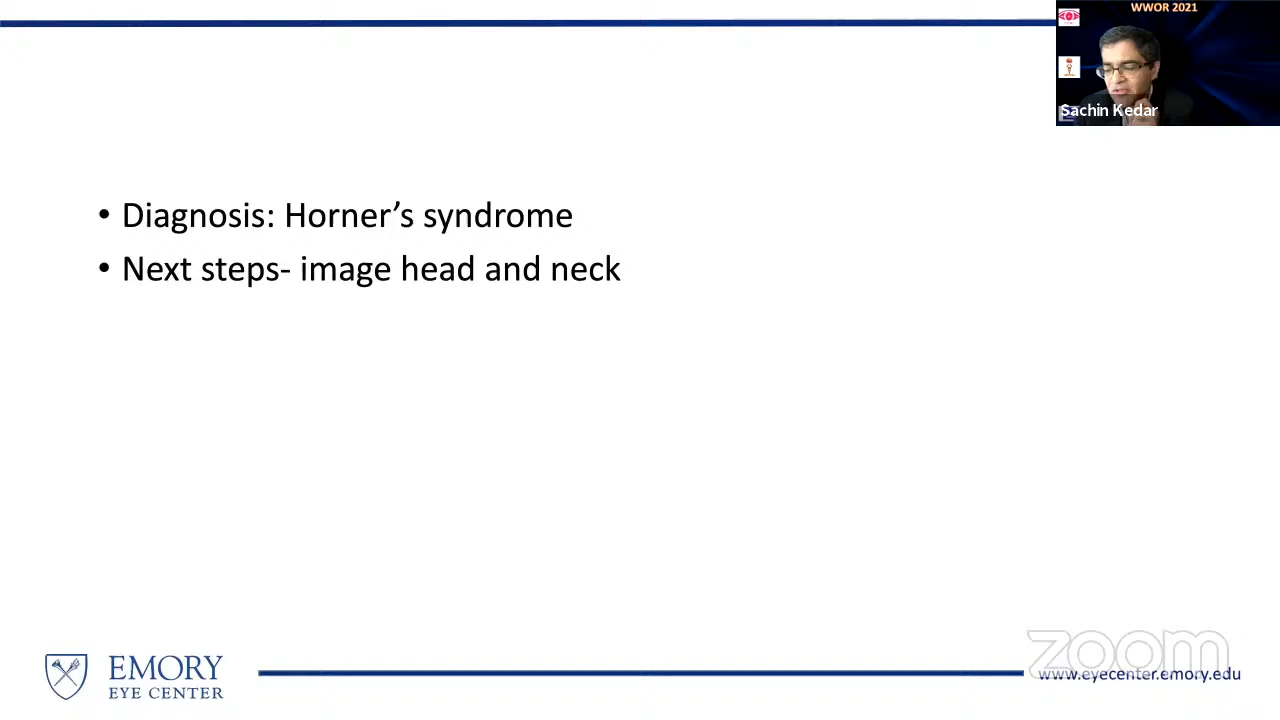 WWOR 2021
Sachin Kedar
• Diagnosis: Horner’s syndrome
• Next steps- image head and neck
EMORY
EYE CENTER
zoom
www.eyecenter.emory.edu